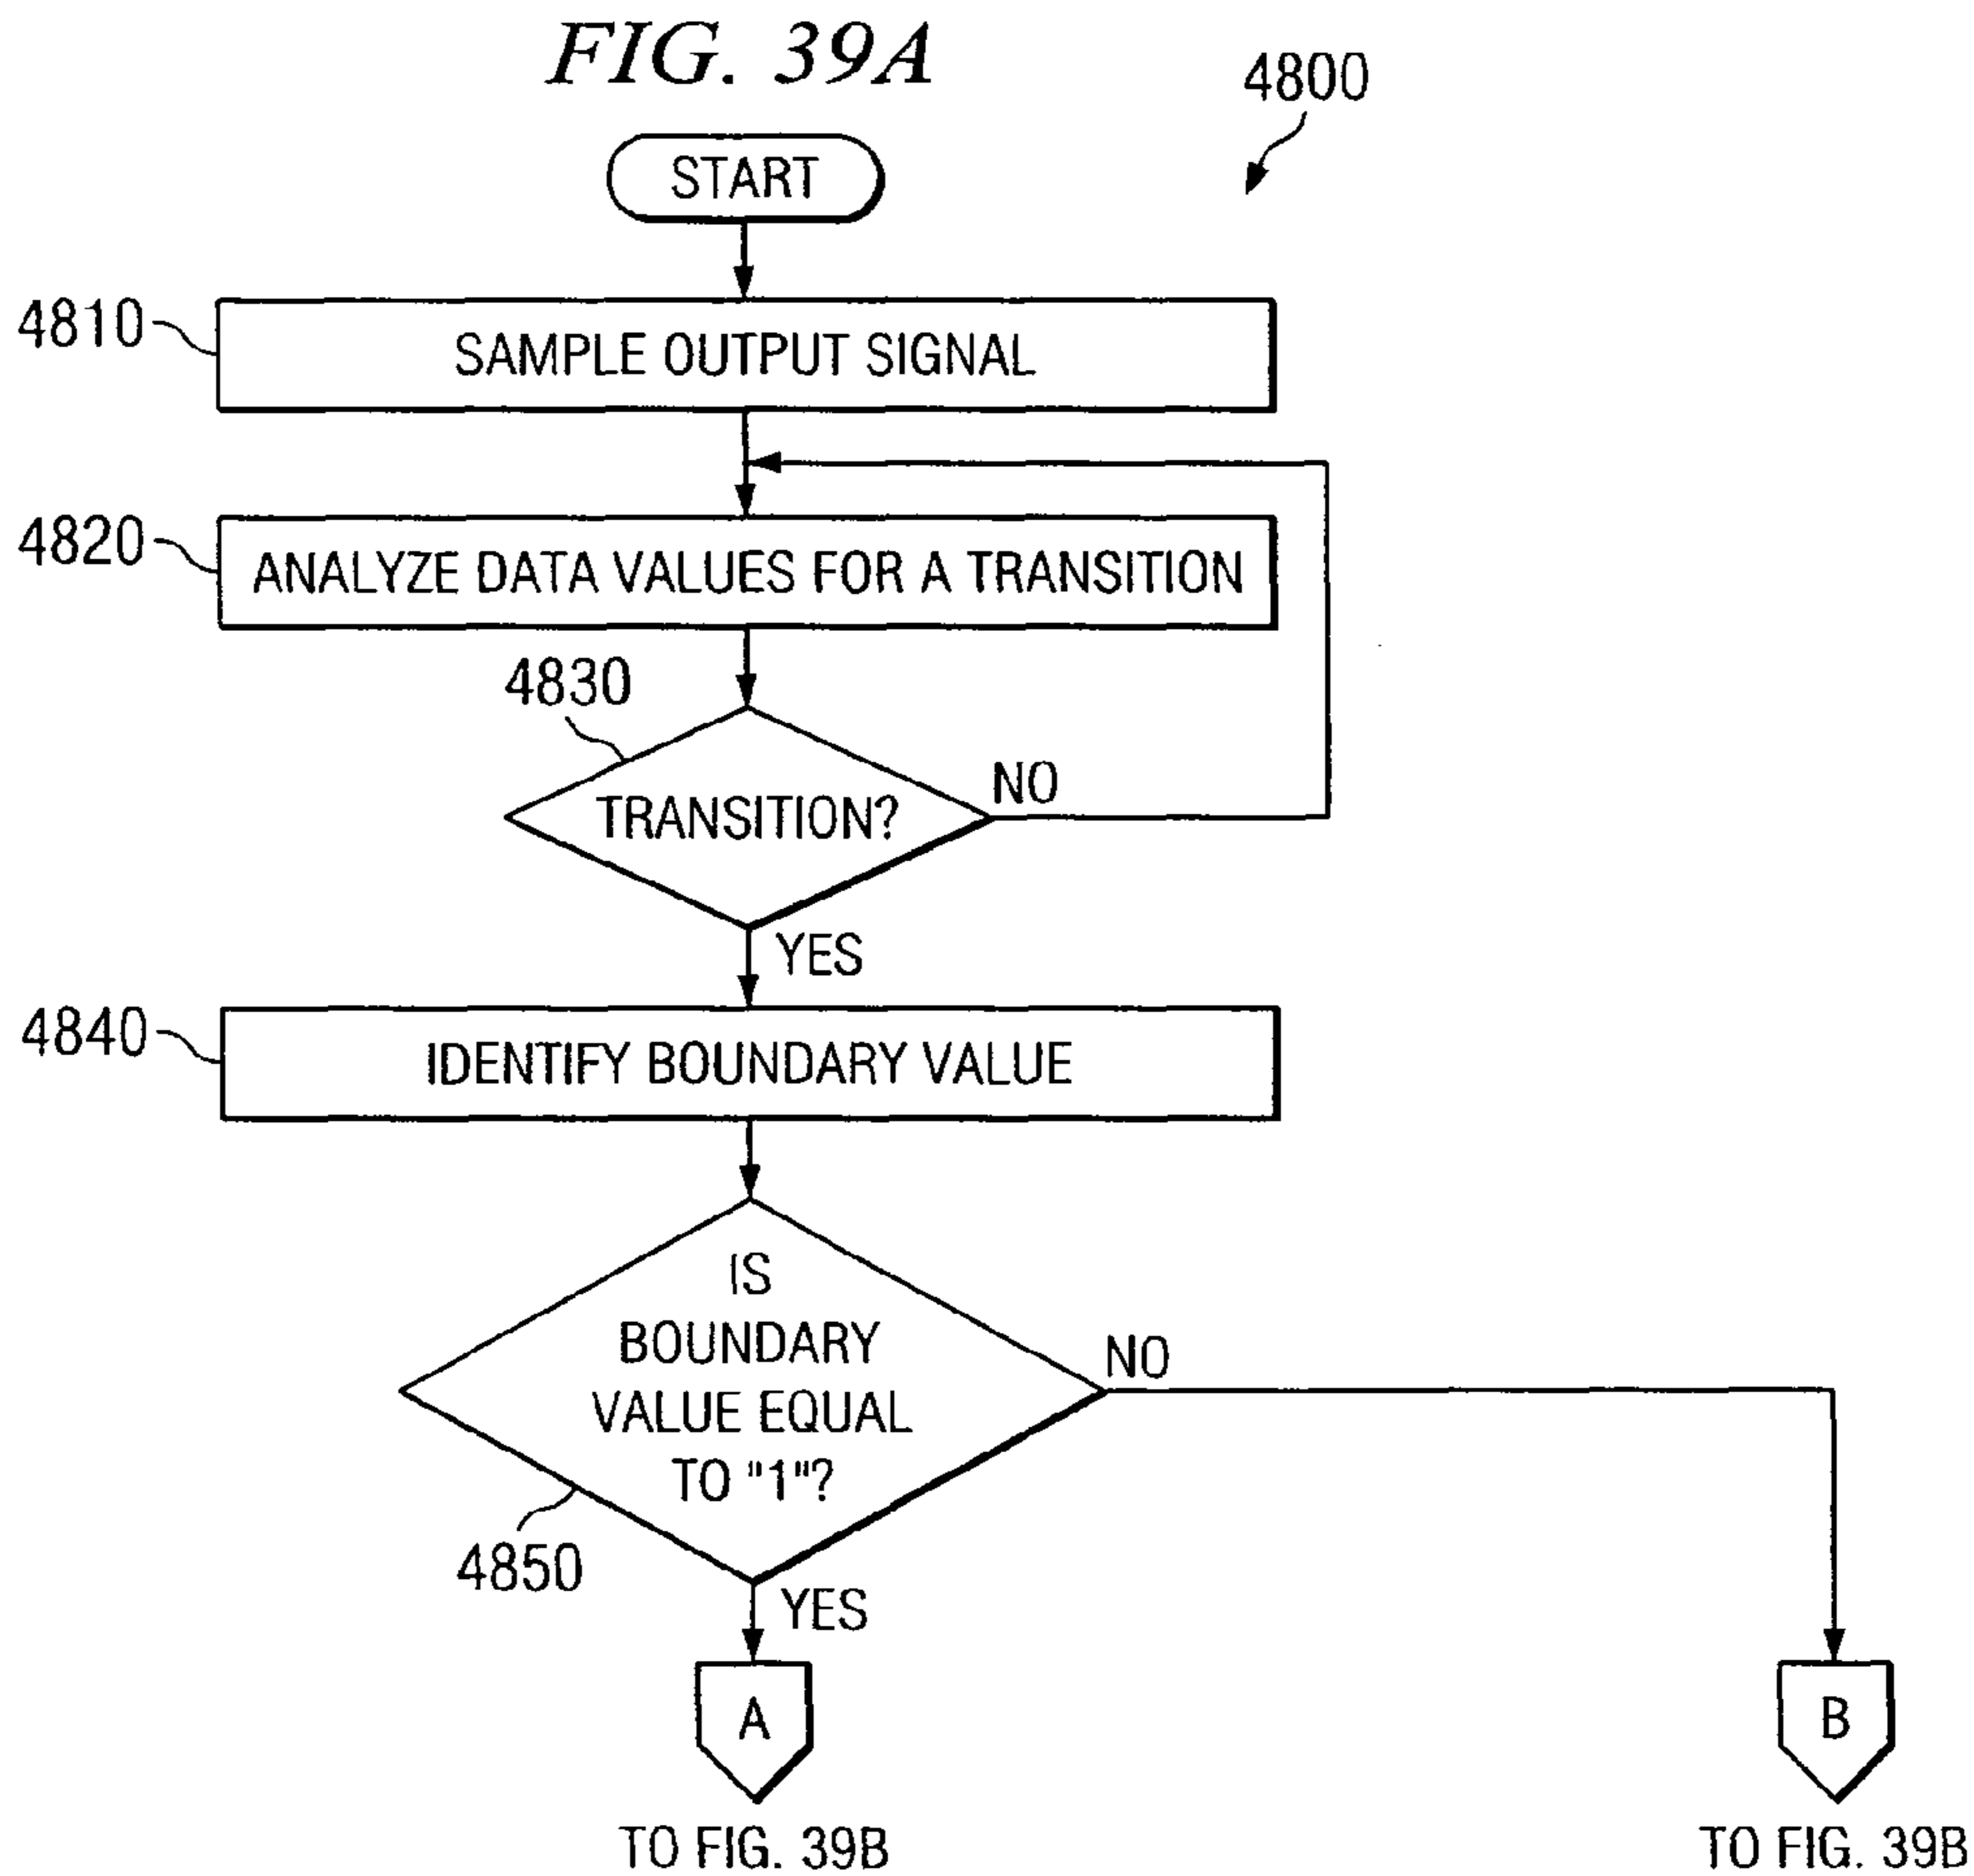 FIG. 39A
4800
START
4810
SAMPLE OUTPUT SIGNAL
4820
ANALYZE DATA VALUES FOR A TRANSITION
4830
TRANSITION?
NO
YES
4840
IDENTIFY BOUNDARY VALUE
IS
BOUNDARY
VALUE EQUAL
TO "1"?
NO
4850
YES
A
B
TO FIG. 39B
TO FIG. 39B